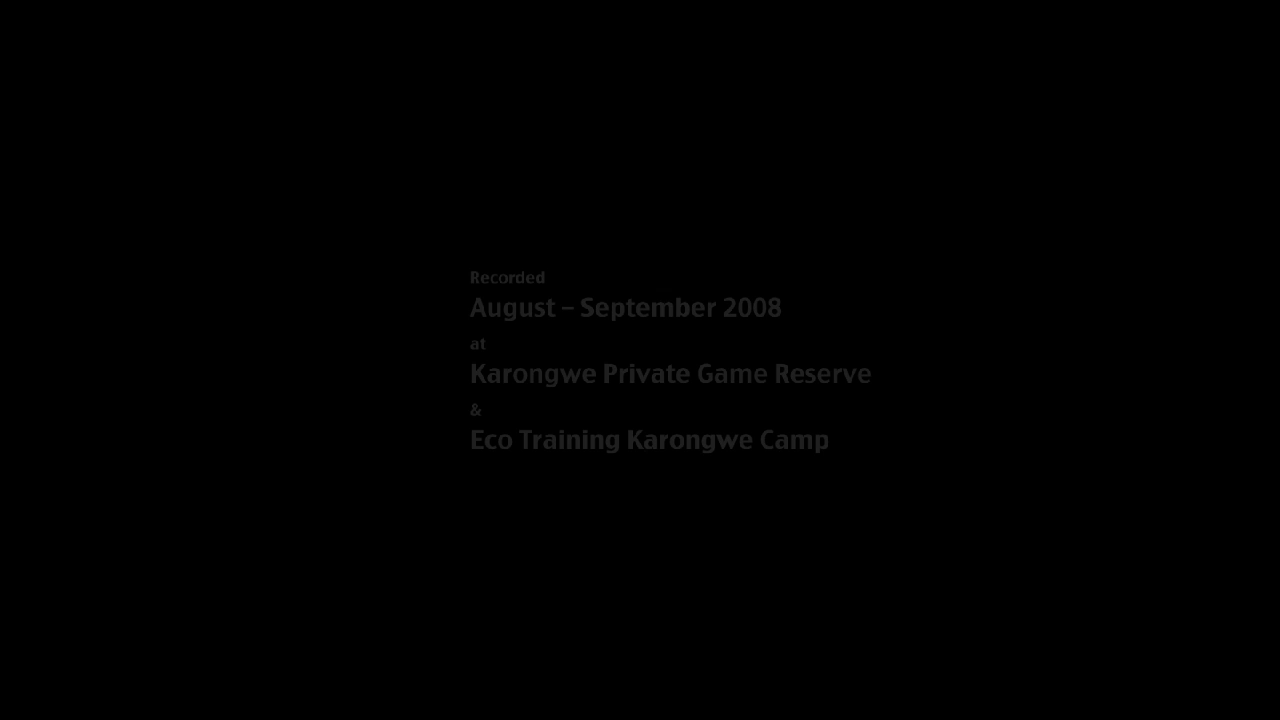 Recorded
August – September 2008
at
Karongwe Private Game Reserve
&
Eco Training Karongwe Camp